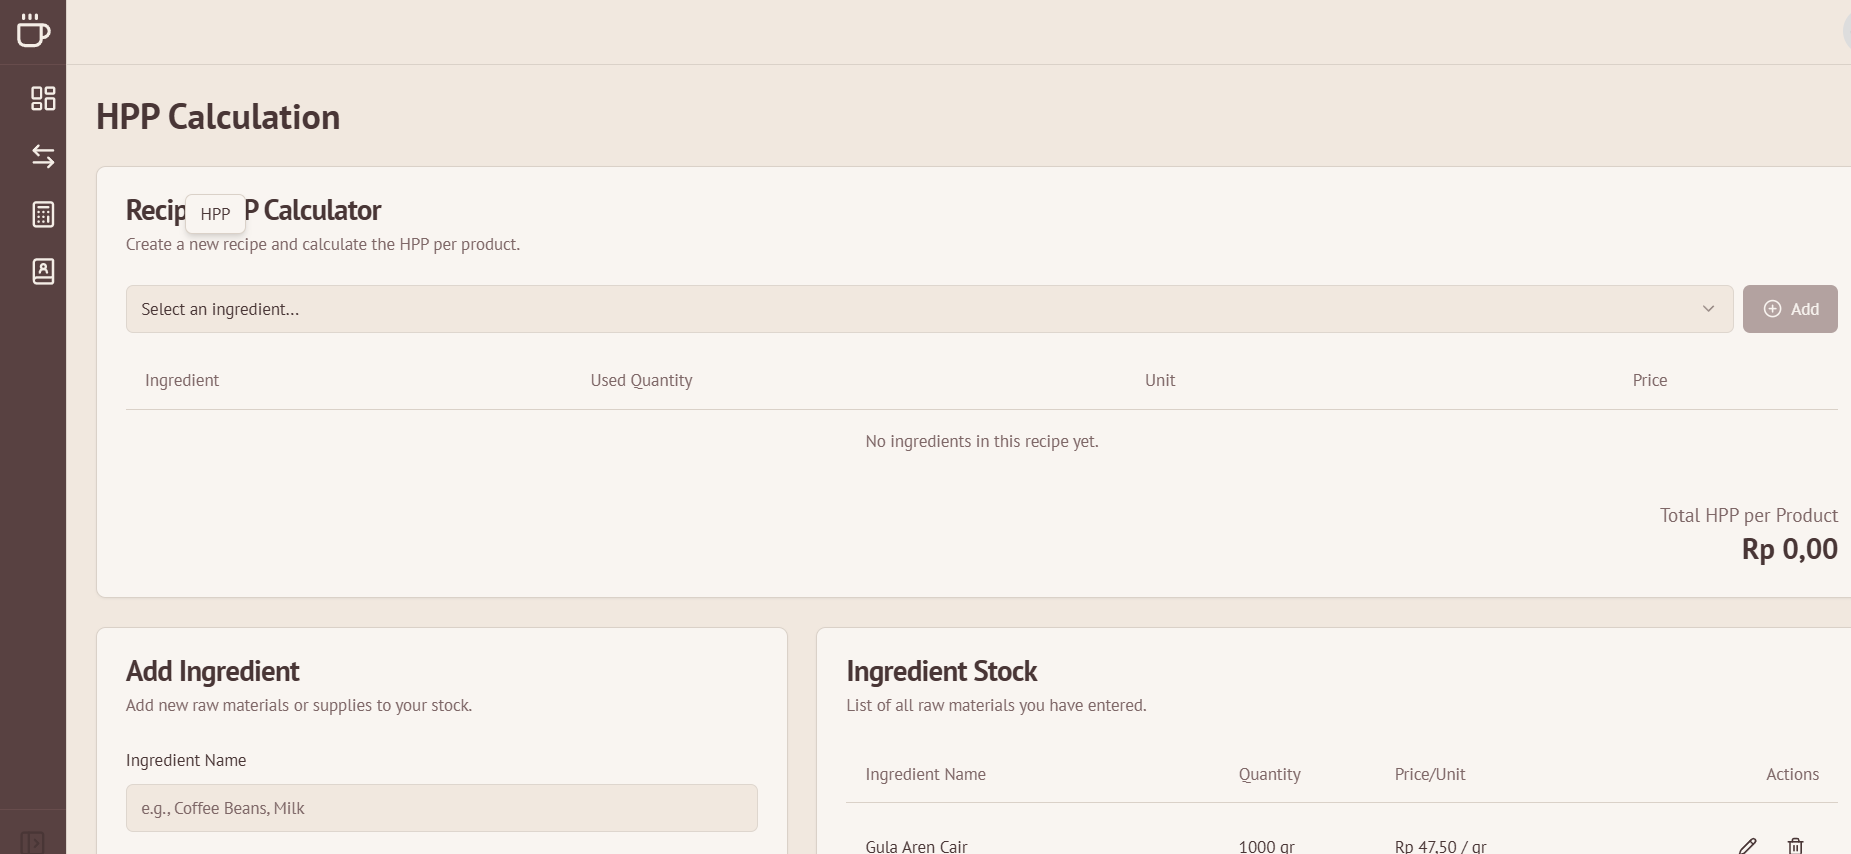 HPP Calculation
Recip
P Calculator
HPP
Create a new recipe and calculate the HPP per product.
Select an ingredient...
Add
Ingredient Used Quantity Unit Price
No ingredients in this recipe yet.
Total HPP per Product
Rp 0,00
Add Ingredient
Add new raw materials or supplies to your stock.
Ingredient Name
e.g., Coffee Beans, Milk
Ingredient Stock
List of all raw materials you have entered.
Ingredient Name Quantity Price/Unit Actions
Gula Aren Cair 1000 gr Rp 47,50 / gr